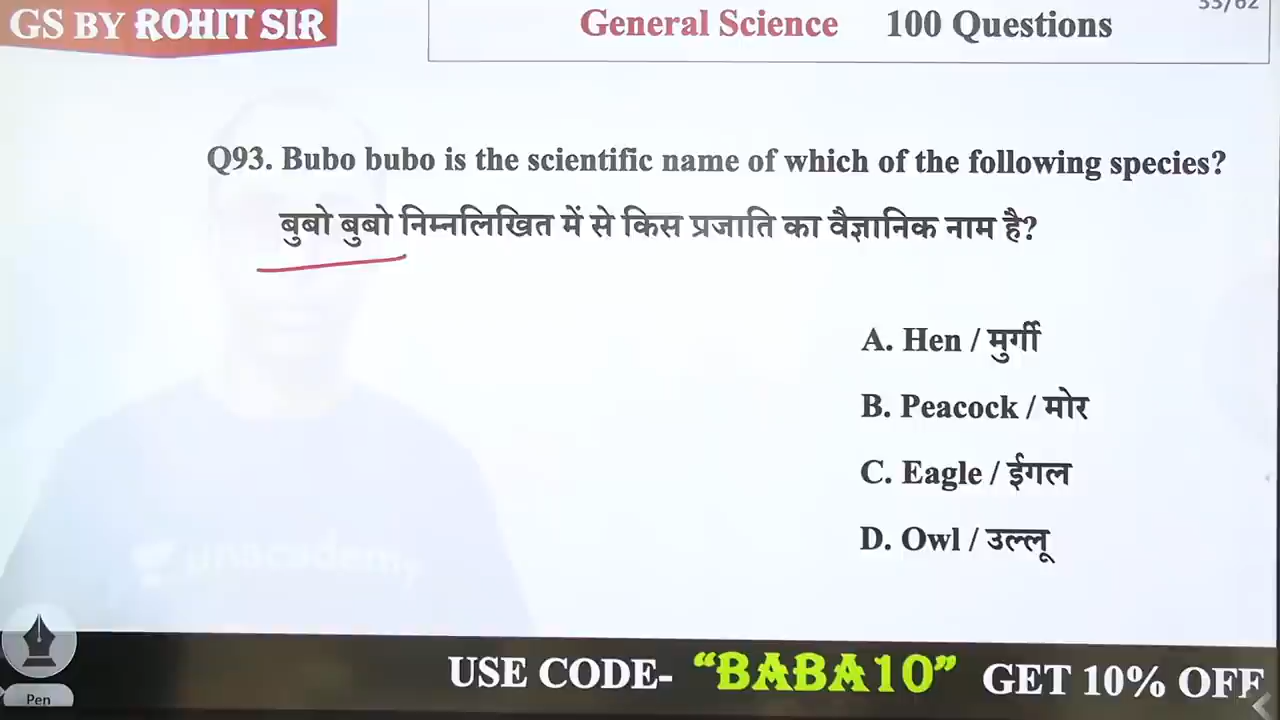 GS BY ROHIT SIR
General Science 100 Questions
Q93. Bubo bubo is the scientific name of which of the following species?
बुबो बुबो निम्नलिखित में से किस प्रजाति का वैज्ञानिक नाम है?
A. Hen / मुर्गी
B. Peacock / मोर
C. Eagle / ईगल
D. Owl / उल्लू
unacademy
Pen
USE CODE- “BABA10” GET 10% OFF